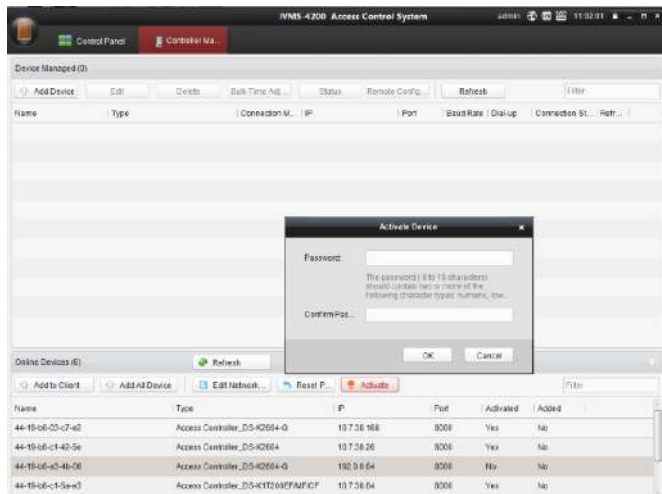 iVMS-4200 Access Control System
admin 11:02:01
Control Panel
Controller Ma...
Device Managed (0)
Add Device Edit Delete Bulk Time Adj... Status Remote Config... Refresh Filter
Name Type Connection M... IP Port Baud Rate Dial-up Connection St... Refr...
Activate Device
Password:
The password ( 8 to 16 characters)
should contain two or more of the
following character types: numeric, low...
Confirm Pas...
OK Cancel
Online Devices (6) Refresh
Add to Client Add All Device Edit Network... Reset P... Activate Filter
Name Type IP Port Activated Added
44-19-b6-03-c7-e2 Access Controller_DS-K2604-G 10.7.38.168 8000 Yes No
44-19-b6-c1-42-5e Access Controller_DS-K2604 10.7.38.26 8000 Yes No
44-19-b6-a3-4b-06 Access Controller_DS-K2604-G 192.0.0.64 8000 No No
44-19-b6-c1-5a-e3 Access Controller_DS-K1T200EF/MF/CF 10.7.38.64 8000 Yes No